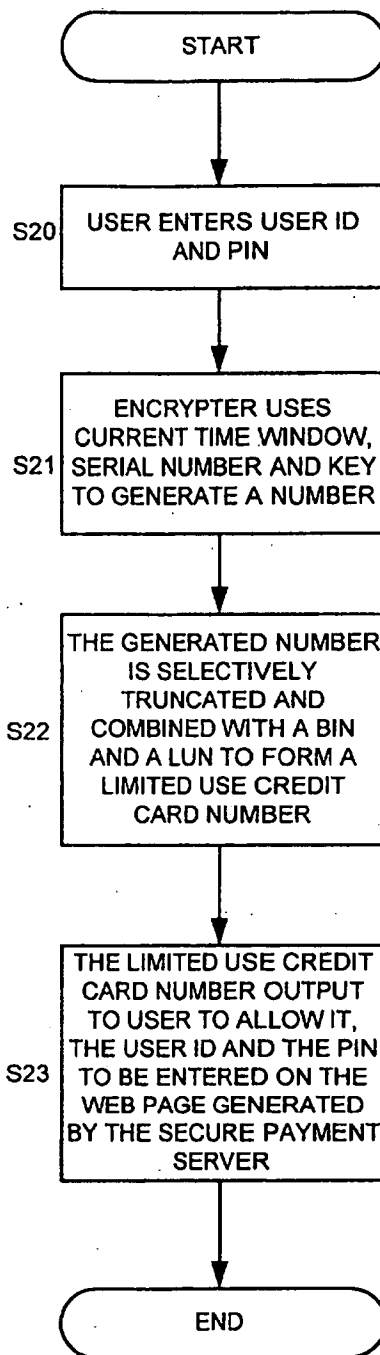 START
S20
USER ENTERS USER ID
AND PIN
S21
ENCRYPTER USES
CURRENT TIME WINDOW,
SERIAL NUMBER AND KEY
TO GENERATE A NUMBER
S22
THE GENERATED NUMBER
IS SELECTIVELY
TRUNCATED AND
COMBINED WITH A BIN
AND A LUN TO FORM A
LIMITED USE CREDIT
CARD NUMBER
S23
THE LIMITED USE CREDIT
CARD NUMBER OUTPUT
TO USER TO ALLOW IT,
THE USER ID AND THE PIN
TO BE ENTERED ON THE
WEB PAGE GENERATED
BY THE SECURE PAYMENT
SERVER
END